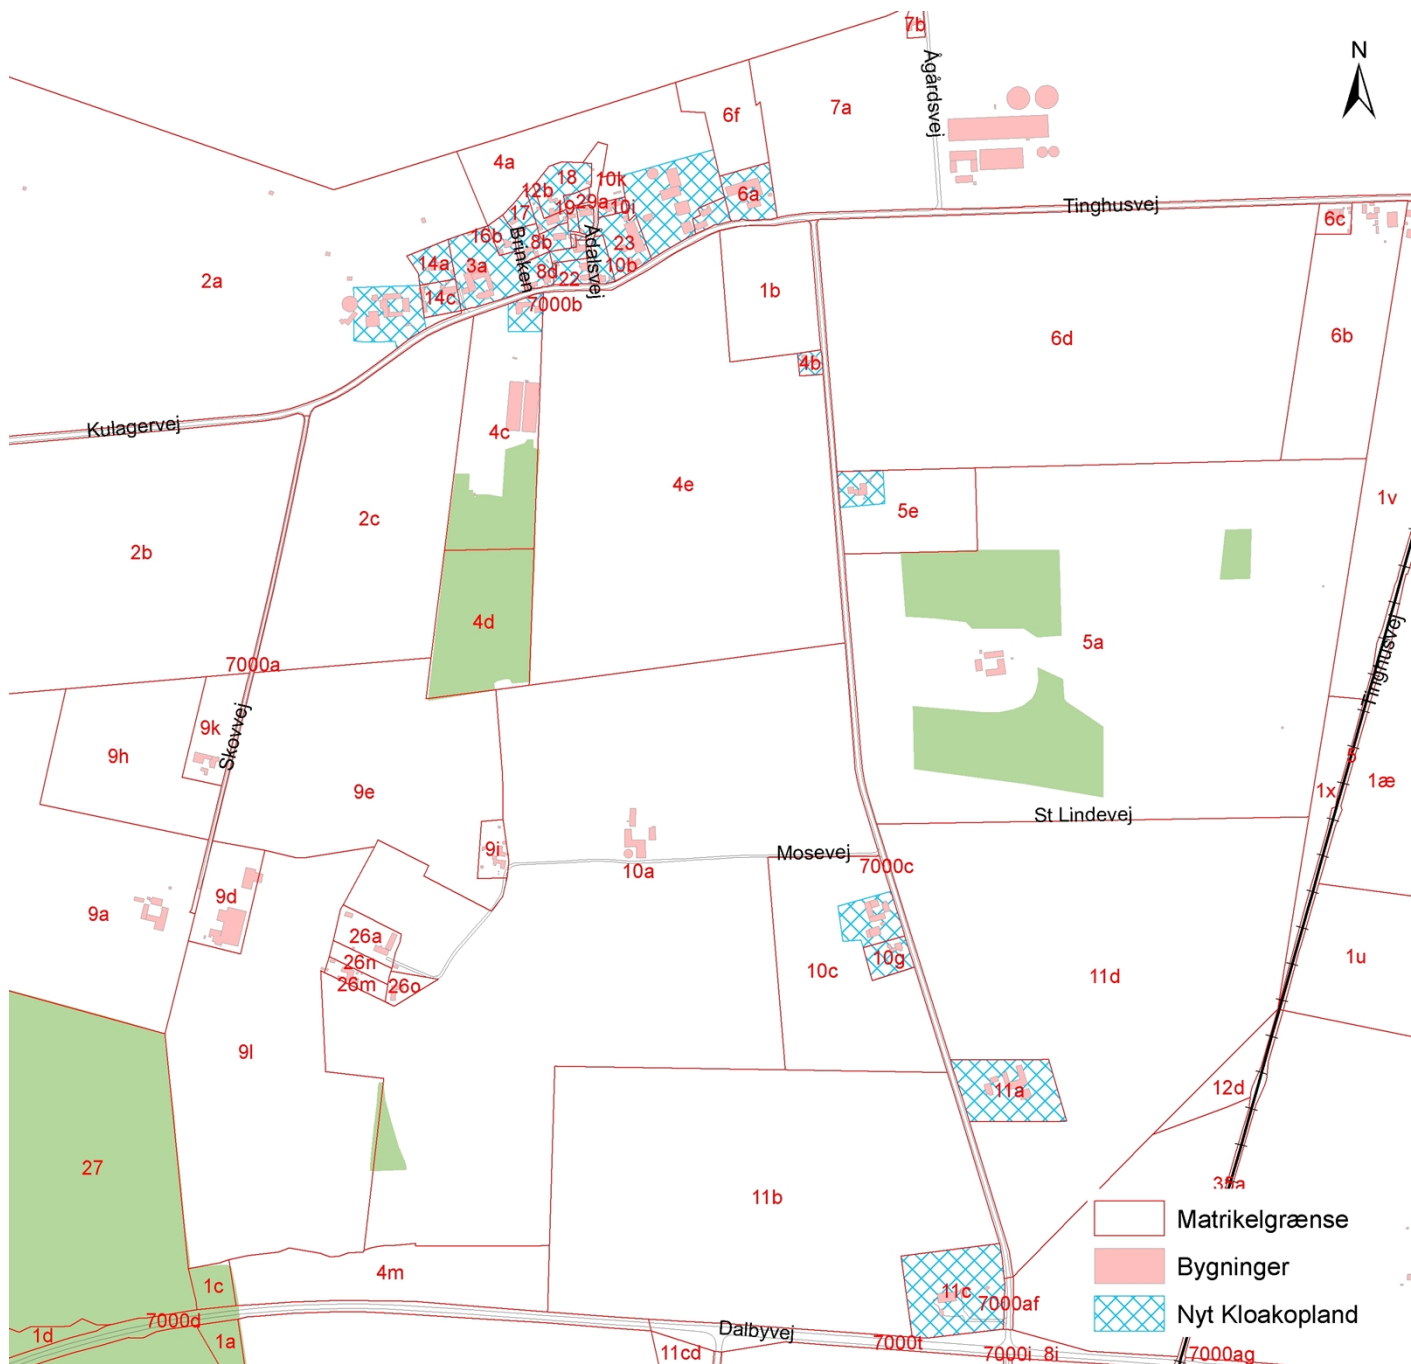 7b
Ågårdsvej
N
6f
7a
4a
18
10k
12b
29a
6a
17
19
10i
Tinghusvej
6c
16b
Brinken
8b
Ådalsvej
23
14a
3a
8d
22
10b
2a
14c
7000b
1b
6d
6b
4b
Kulagervej
4c
4e
1v
2c
5e
2b
4d
5a
7000a
Tinghusvej
9k
Skovvej
9h
5
9e
1x
1æ
St Lindevej
9i
Mosevej
10a
7000c
9d
9a
26a
10g
1u
26n
10c
11d
26m
26o
9l
11a
12d
27
11b
Matrikelgrænse
Bygninger
Nyt Kloakopland
4m
1c
11c
7000af
7000d
1d
1a
Dalbyvej
7000t
11cd
7000i
8i
7000ag